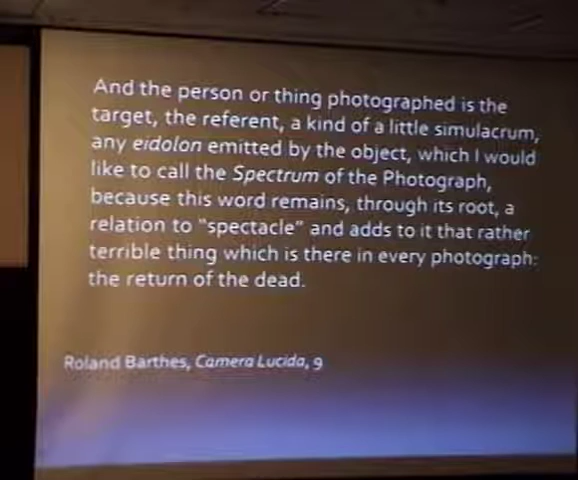 And the person or thing photographed is the
target, the referent, a kind of a little simulacrum,
any eidolon emitted by the object, which I would
like to call the Spectrum of the Photograph,
because this word remains, through its root, a
relation to "spectacle" and adds to it that rather
terrible thing which is there in every photograph:
the return of the dead.
Roland Barthes, Camera Lucida, 9